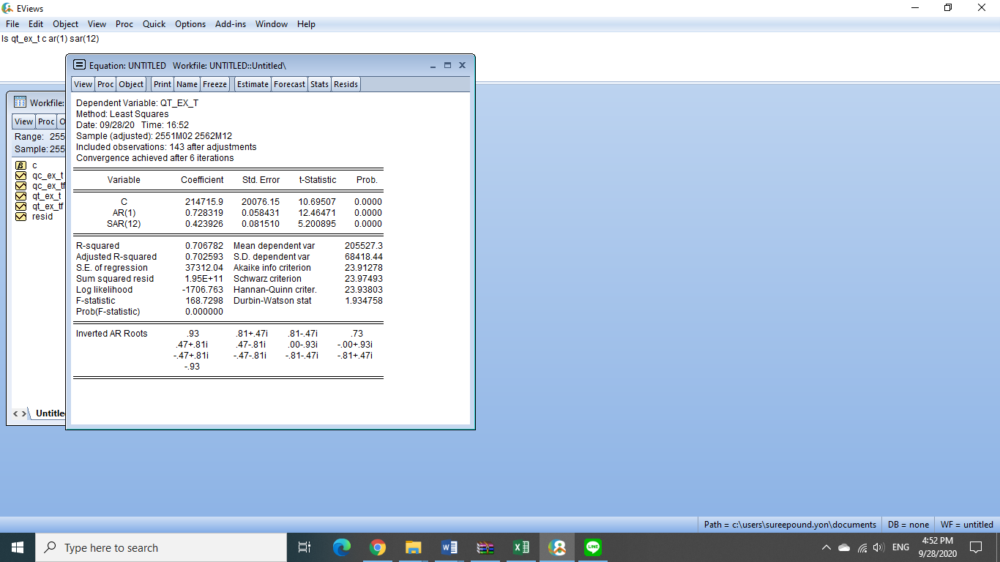 EViews
File Edit Object View Proc Quick Options Add-ins Window Help
ls qt_ex_t c ar(1) sar(12)
Workfile:
View Proc O
Range: 255
Sample: 255
c
qc_ex_t
qc_ex_tf
qt_ex_t
qt_ex_tf
resid
< > Untitle
Equation: UNTITLED Workfile: UNTITLED::Untitled\
View Proc Object Print Name Freeze Estimate Forecast Stats Resids
Dependent Variable: QT_EX_T
Method: Least Squares
Date: 09/28/20 Time: 16:52
Sample (adjusted): 2551M02 2562M12
Included observations: 143 after adjustments
Convergence achieved after 6 iterations
Variable Coefficient Std. Error t-Statistic Prob.
C 214715.9 20076.15 10.69507 0.0000
AR(1) 0.728319 0.058431 12.46471 0.0000
SAR(12) 0.423926 0.081510 5.200895 0.0000
R-squared 0.706782 Mean dependent var 205527.3
Adjusted R-squared 0.702593 S.D. dependent var 68418.44
S.E. of regression 37312.04 Akaike info criterion 23.91278
Sum squared resid 1.95E+11 Schwarz criterion 23.97493
Log likelihood -1706.763 Hannan-Quinn criter. 23.93803
F-statistic 168.7298 Durbin-Watson stat 1.934758
Prob(F-statistic) 0.000000
Inverted AR Roots .93 .81+.47i .81-.47i .73
.47+.81i .47-.81i .00-.93i -.00+.93i
-.47+.81i -.47-.81i -.81-.47i -.81+.47i
-.93
Path = c:\users\sureepound.yon\documents DB = none WF = untitled
Type here to search
ENG
4:52 PM
9/28/2020